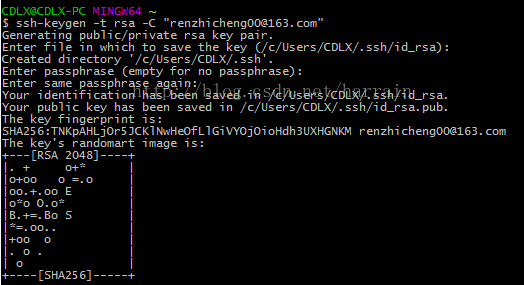 CDLX@CDLX-PC MINGW64 ~
$ ssh-keygen -t rsa -C "renzhicheng00@163.com"
Generating public/private rsa key pair.
Enter file in which to save the key (/c/Users/CDLX/.ssh/id_rsa):
Created directory '/c/Users/CDLX/.ssh'.
Enter passphrase (empty for no passphrase):
Enter same passphrase again:
Your identification has been saved in /c/Users/CDLX/.ssh/id_rsa.
Your public key has been saved in /c/Users/CDLX/.ssh/id_rsa.pub.
The key fingerprint is:
SHA256:TNKpAHLjOr5JCKlNwHeOfLlGiVYOjOioHdh3UXHGNKM renzhicheng00@163.com
The key's randomart image is:
+---[RSA 2048]----+
|. +      o+*     |
|o+oo   o =.o     |
|oo.+.oo E        |
|o*o O.o*         |
|B.+=.Bo S        |
|*=.oo..          |
|+oo  o           |
|. o .            |
| o               |
+----[SHA256]-----+